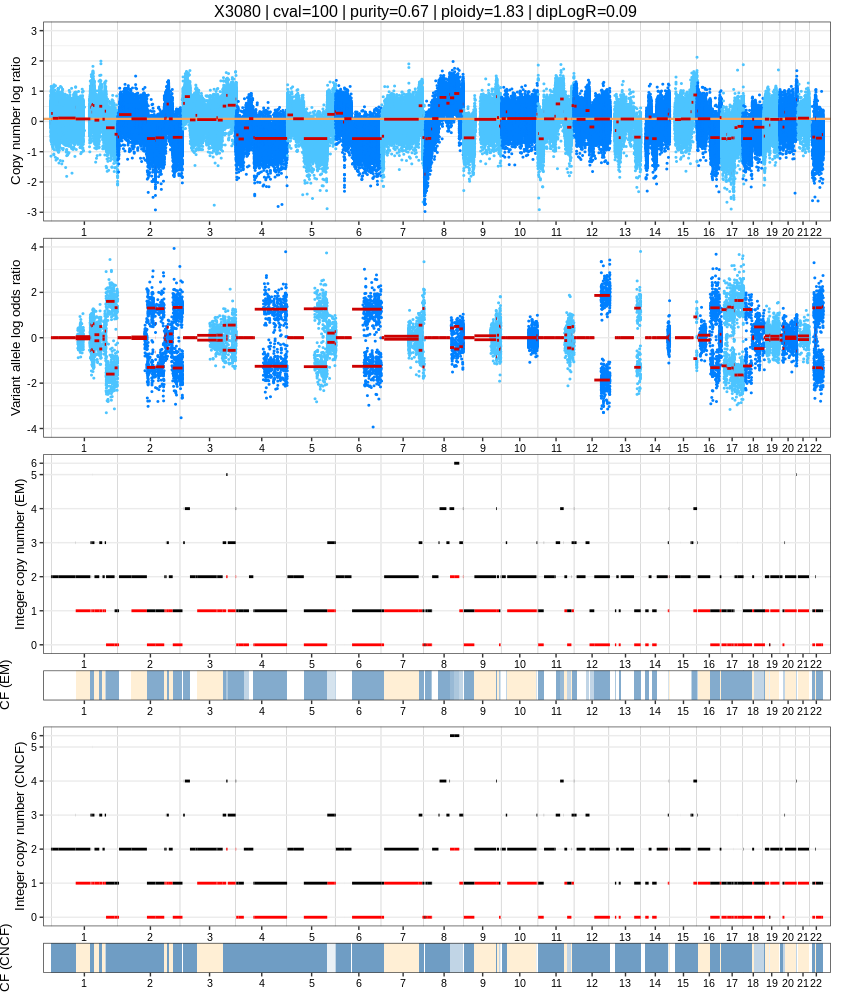 X3080 | cval=100 | purity=0.67 | ploidy=1.83 | dipLogR=0.09
Copy number log ratio
3
2
1
0
-1
-2
-3
1 2 3 4 5 6 7 8 9 10 11 12 13 14 15 16 17 18 19 20 21 22
Variant allele log odds ratio
4
2
0
-2
-4
1 2 3 4 5 6 7 8 9 10 11 12 13 14 15 16 17 18 19 20 21 22
Integer copy number (EM)
6
5
4
3
2
1
0
1 2 3 4 5 6 7 8 9 10 11 12 13 14 15 16 17 18 19 20 21 22
CF (EM)
1 2 3 4 5 6 7 8 9 10 11 12 13 14 15 16 17 18 19 20 21 22
Integer copy number (CNCF)
6
5
4
3
2
1
0
1 2 3 4 5 6 7 8 9 10 11 12 13 14 15 16 17 18 19 20 21 22
CF (CNCF)
1 2 3 4 5 6 7 8 9 10 11 12 13 14 15 16 17 18 19 20 21 22